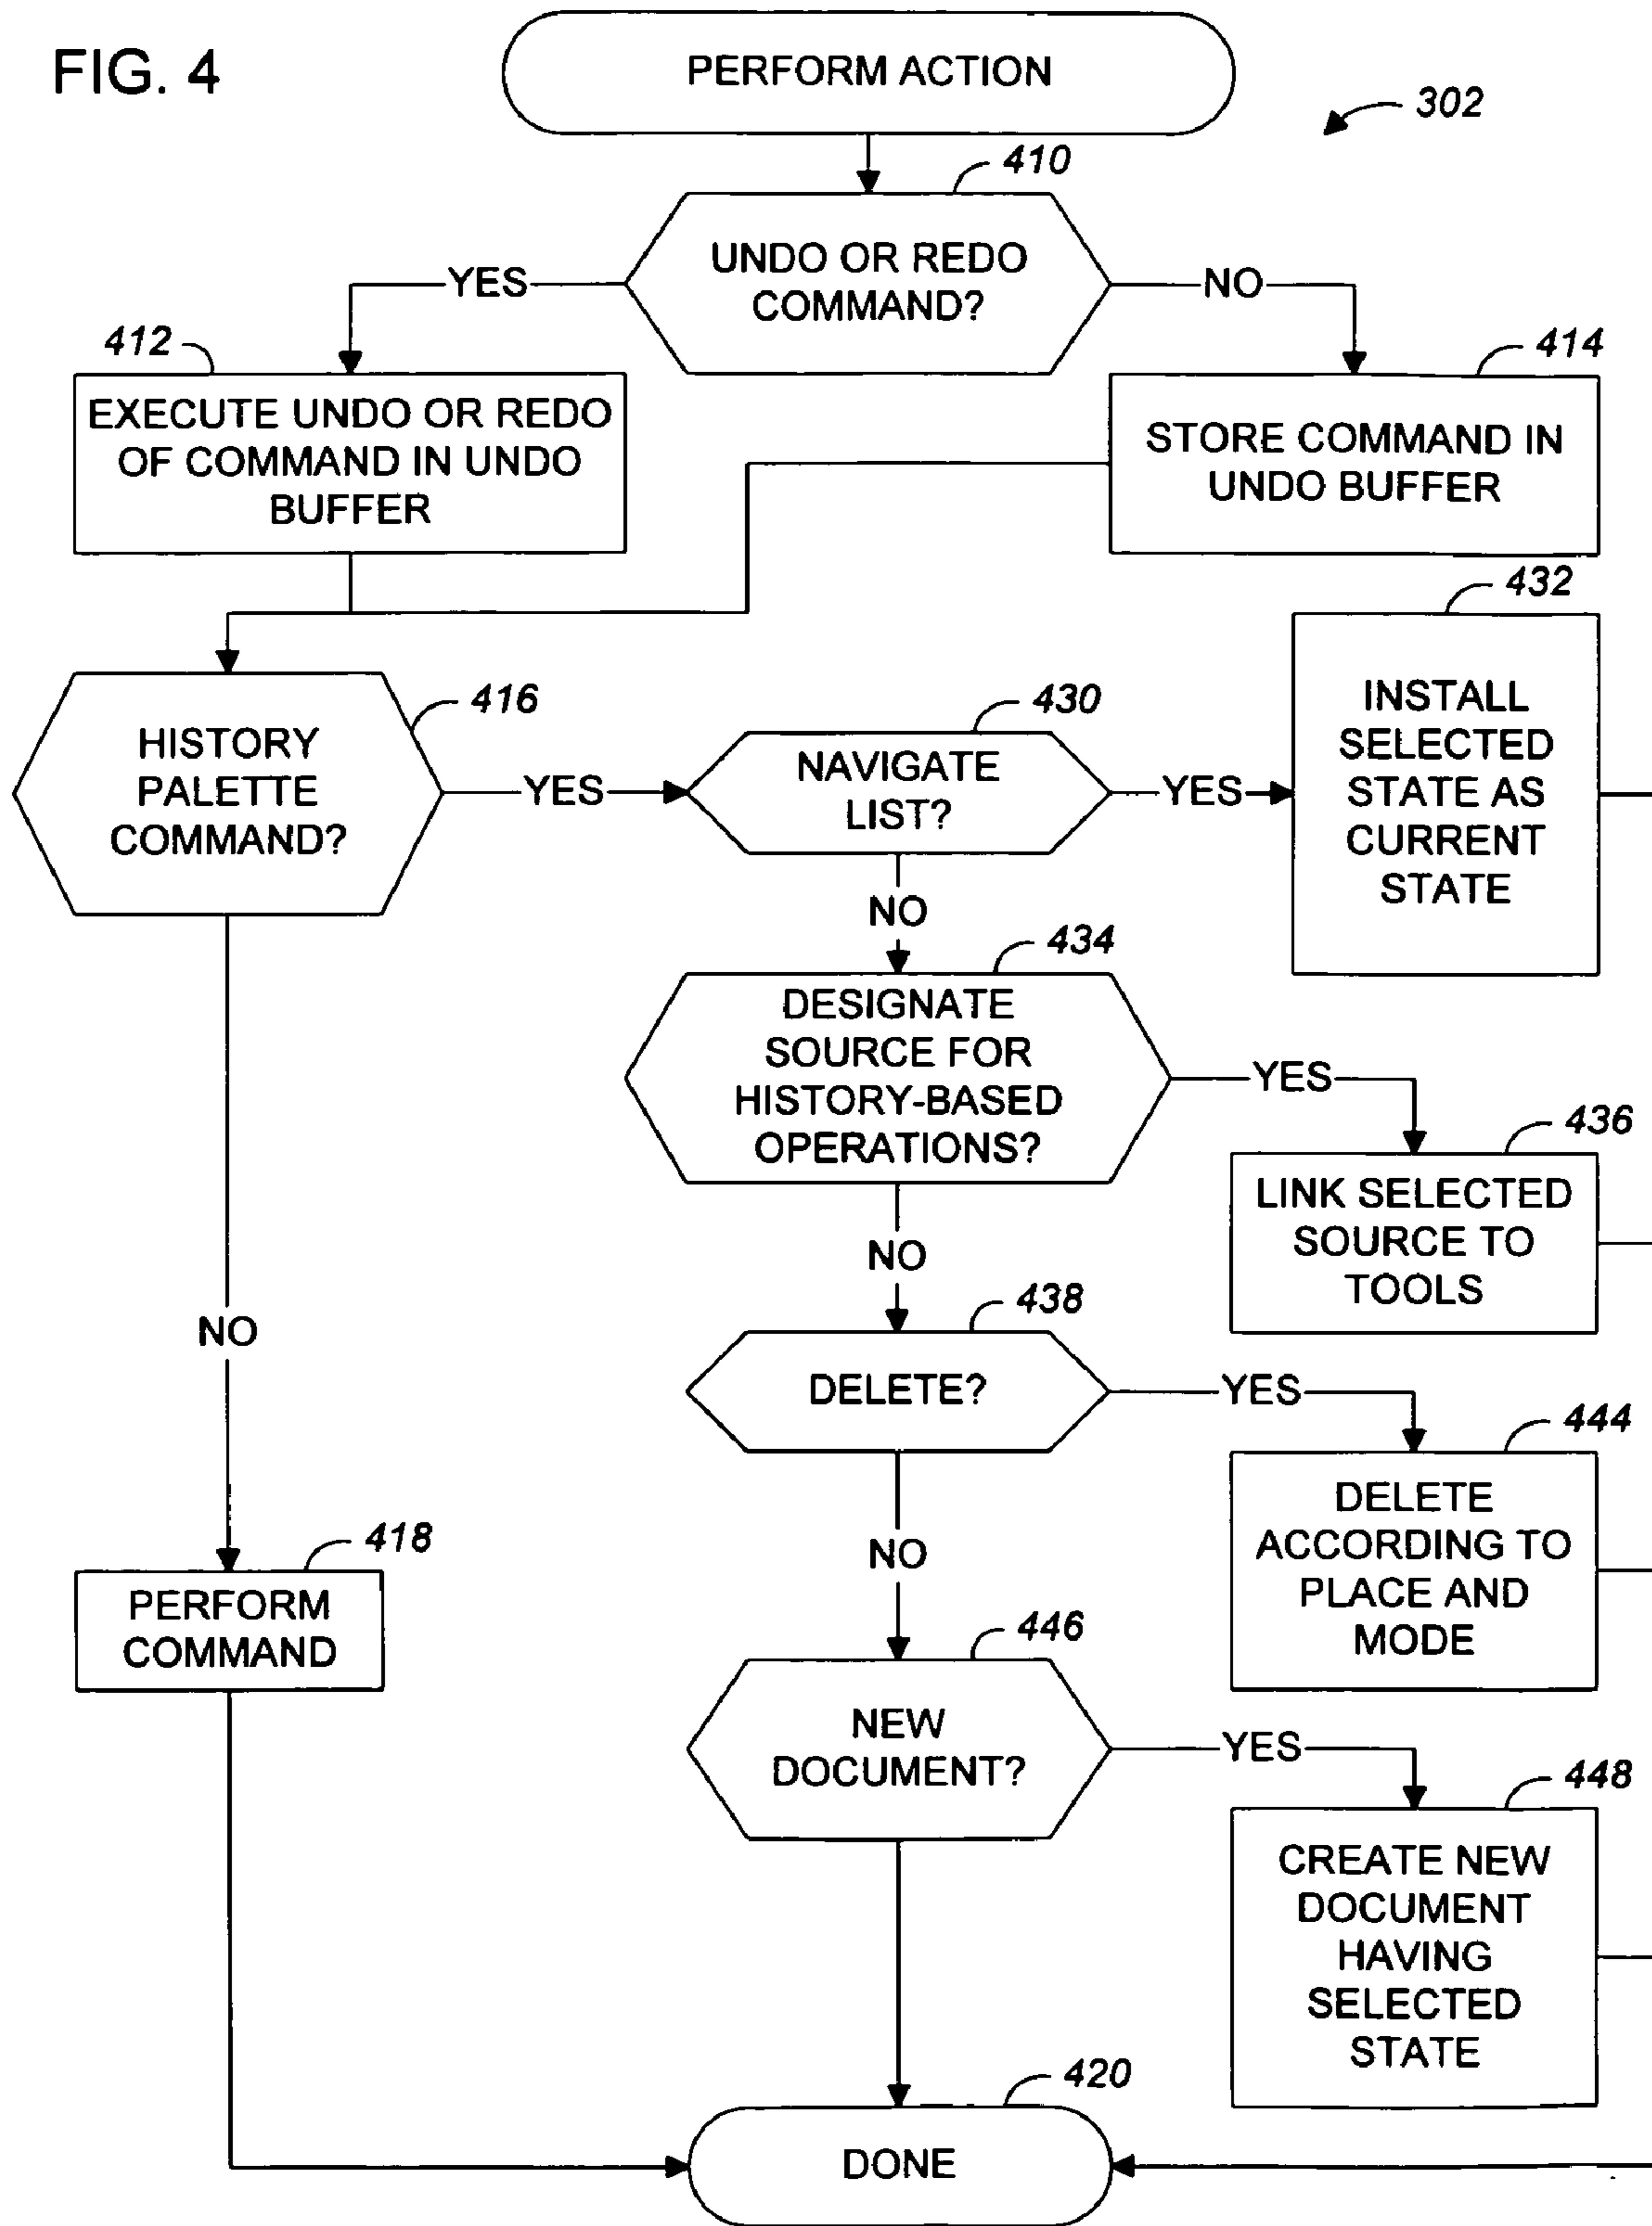 FIG. 4
PERFORM ACTION
302
410
UNDO OR REDO
COMMAND?
YES
NO
412
414
EXECUTE UNDO OR REDO
OF COMMAND IN UNDO
BUFFER
STORE COMMAND IN
UNDO BUFFER
432
INSTALL
SELECTED
STATE AS
CURRENT
STATE
416
HISTORY
PALETTE
COMMAND?
YES
430
NAVIGATE
LIST?
YES
NO
434
DESIGNATE
SOURCE FOR
HISTORY-BASED
OPERATIONS?
YES
436
LINK SELECTED
SOURCE TO
TOOLS
NO
NO
438
DELETE?
YES
444
DELETE
ACCORDING TO
PLACE AND
MODE
NO
418
PERFORM
COMMAND
446
NEW
DOCUMENT?
YES
448
CREATE NEW
DOCUMENT
HAVING
SELECTED
STATE
420
DONE